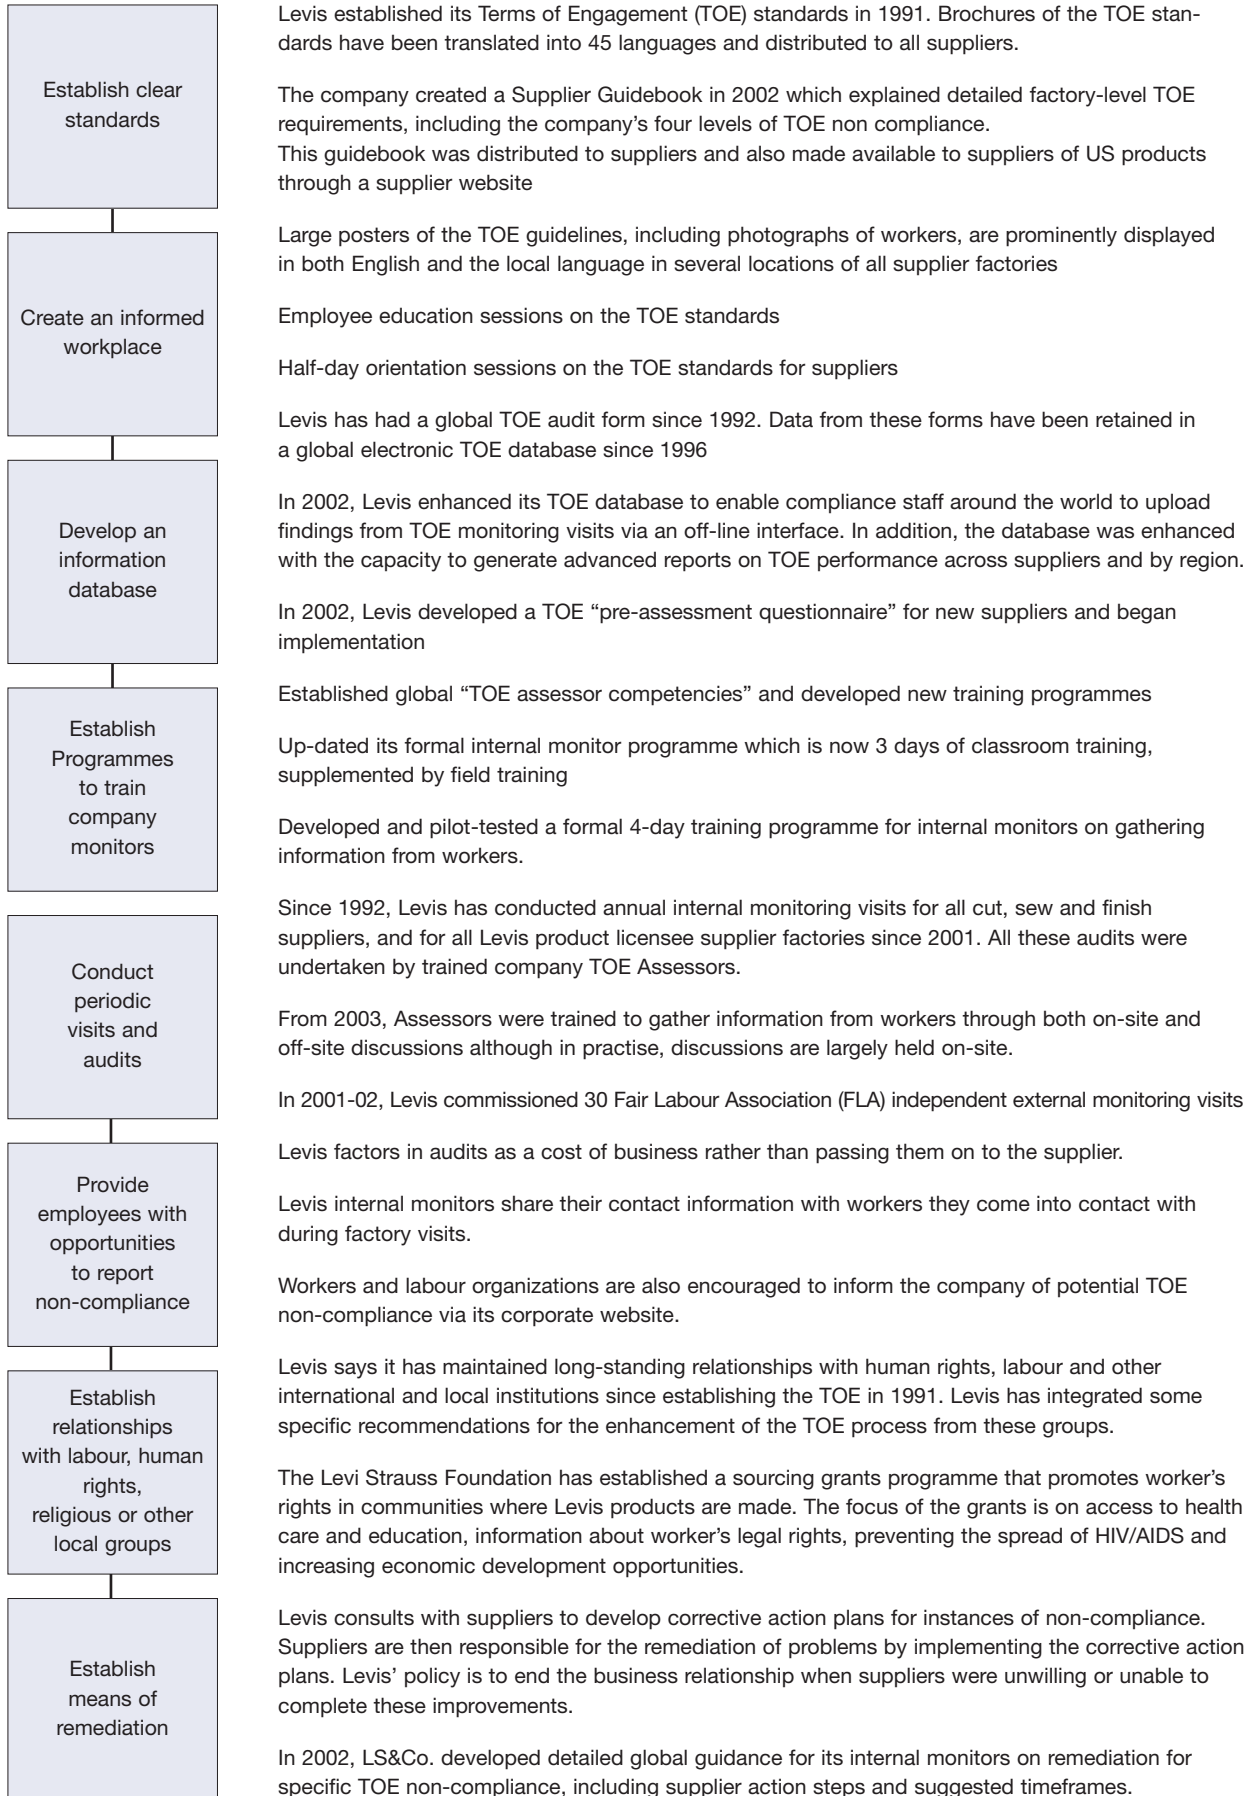 Establish clear
standards
Levis established its Terms of Engagement (TOE) standards in 1991. Brochures of the TOE stan-
dards have been translated into 45 languages and distributed to all suppliers.
The company created a Supplier Guidebook in 2002 which explained detailed factory-level TOE
requirements, including the company's four levels of TOE non compliance.
This guidebook was distributed to suppliers and also made available to suppliers of US products
through a supplier website
Create an informed
workplace
Large posters of the TOE guidelines, including photographs of workers, are prominently displayed
in both English and the local language in several locations of all supplier factories
Employee education sessions on the TOE standards
Half-day orientation sessions on the TOE standards for suppliers
Levis has had a global TOE audit form since 1992. Data from these forms have been retained in
a global electronic TOE database since 1996
Develop an
information
database
In 2002, Levis enhanced its TOE database to enable compliance staff around the world to upload
findings from TOE monitoring visits via an off-line interface. In addition, the database was enhanced
with the capacity to generate advanced reports on TOE performance across suppliers and by region.
In 2002, Levis developed a TOE “pre-assessment questionnaire” for new suppliers and began
implementation
Establish
Programmes
to train
company
monitors
Established global “TOE assessor competencies” and developed new training programmes
Up-dated its formal internal monitor programme which is now 3 days of classroom training,
supplemented by field training
Developed and pilot-tested a formal 4-day training programme for internal monitors on gathering
information from workers.
Conduct
periodic
visits and
audits
Since 1992, Levis has conducted annual internal monitoring visits for all cut, sew and finish
suppliers, and for all Levis product licensee supplier factories since 2001. All these audits were
undertaken by trained company TOE Assessors.
From 2003, Assessors were trained to gather information from workers through both on-site and
off-site discussions although in practise, discussions are largely held on-site.
In 2001-02, Levis commissioned 30 Fair Labour Association (FLA) independent external monitoring visits
Provide
employees with
opportunities
to report
non-compliance
Levis factors in audits as a cost of business rather than passing them on to the supplier.
Levis internal monitors share their contact information with workers they come into contact with
during factory visits.
Workers and labour organizations are also encouraged to inform the company of potential TOE
non-compliance via its corporate website.
Establish
relationships
with labour, human
rights,
religious or other
local groups
Levis says it has maintained long-standing relationships with human rights, labour and other
international and local institutions since establishing the TOE in 1991. Levis has integrated some
specific recommendations for the enhancement of the TOE process from these groups.
The Levi Strauss Foundation has established a sourcing grants programme that promotes worker's
rights in communities where Levis products are made. The focus of the grants is on access to health
care and education, information about worker's legal rights, preventing the spread of HIV/AIDS and
increasing economic development opportunities.
Establish
means of
remediation
Levis consults with suppliers to develop corrective action plans for instances of non-compliance.
Suppliers are then responsible for the remediation of problems by implementing the corrective action
plans. Levis' policy is to end the business relationship when suppliers were unwilling or unable to
complete these improvements.
In 2002, LS&Co. developed detailed global guidance for its internal monitors on remediation for
specific TOE non-compliance, including supplier action steps and suggested timeframes.